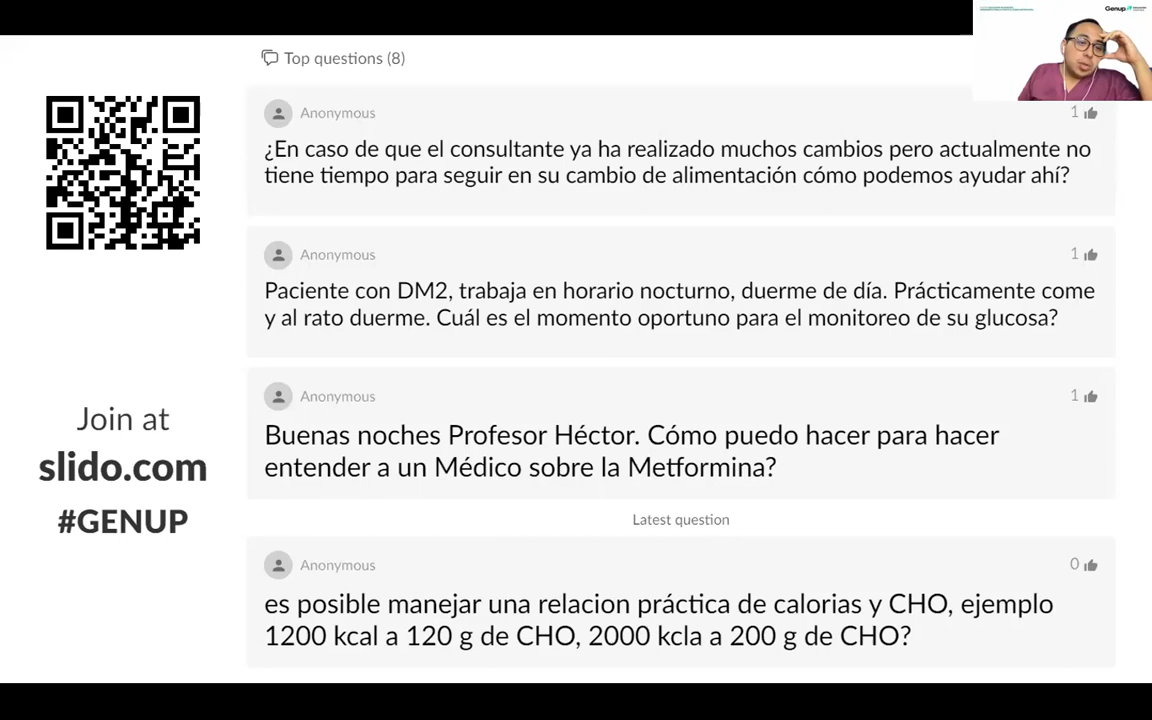 Genup
Top questions (8)
Anonymous
1
¿En caso de que el consultante ya ha realizado muchos cambios pero actualmente no
tiene tiempo para seguir en su cambio de alimentación cómo podemos ayudar ahí?
Anonymous
1
Paciente con DM2, trabaja en horario nocturno, duerme de día. Prácticamente come
y al rato duerme. Cuál es el momento oportuno para el monitoreo de su glucosa?
Anonymous
1
Buenas noches Profesor Héctor. Cómo puedo hacer para hacer
entender a un Médico sobre la Metformina?
Latest question
Anonymous
0
es posible manejar una relacion práctica de calorias y CHO, ejemplo
1200 kcal a 120 g de CHO, 2000 kcla a 200 g de CHO?
Join at
slido.com
#GENUP